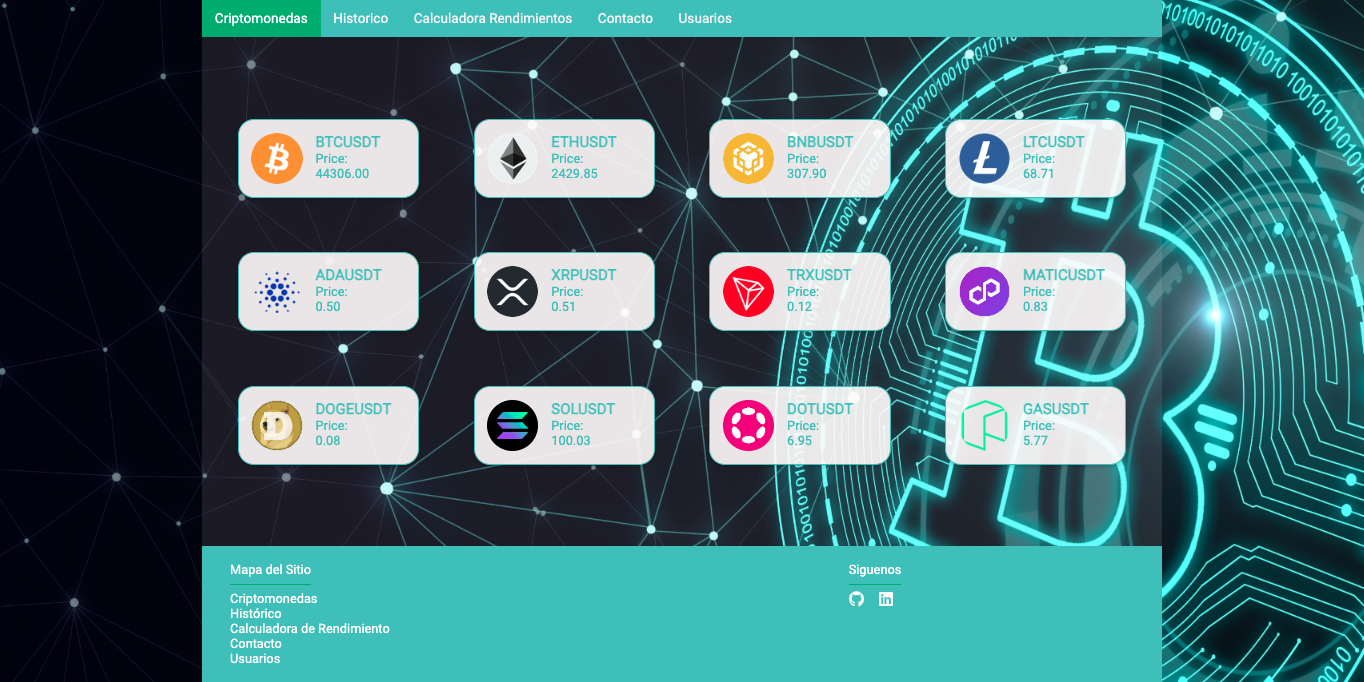 Criptomonedas
Historico
Calculadora Rendimientos
Contacto
Usuarios
BTCUSDT
Price:
44306.00
ETHUSDT
Price:
2429.85
BNBUSDT
Price:
307.90
LTCUSDT
Price:
68.71
ADAUSDT
Price:
0.50
XRPUSDT
Price:
0.51
TRXUSDT
Price:
0.12
MATICUSDT
Price:
0.83
DOGEUSDT
Price:
0.08
SOLUSDT
Price:
100.03
DOTUSDT
Price:
6.95
GASUSDT
Price:
5.77
Mapa del Sitio
Criptomonedas
Histórico
Calculadora de Rendimiento
Contacto
Usuarios
Siguenos